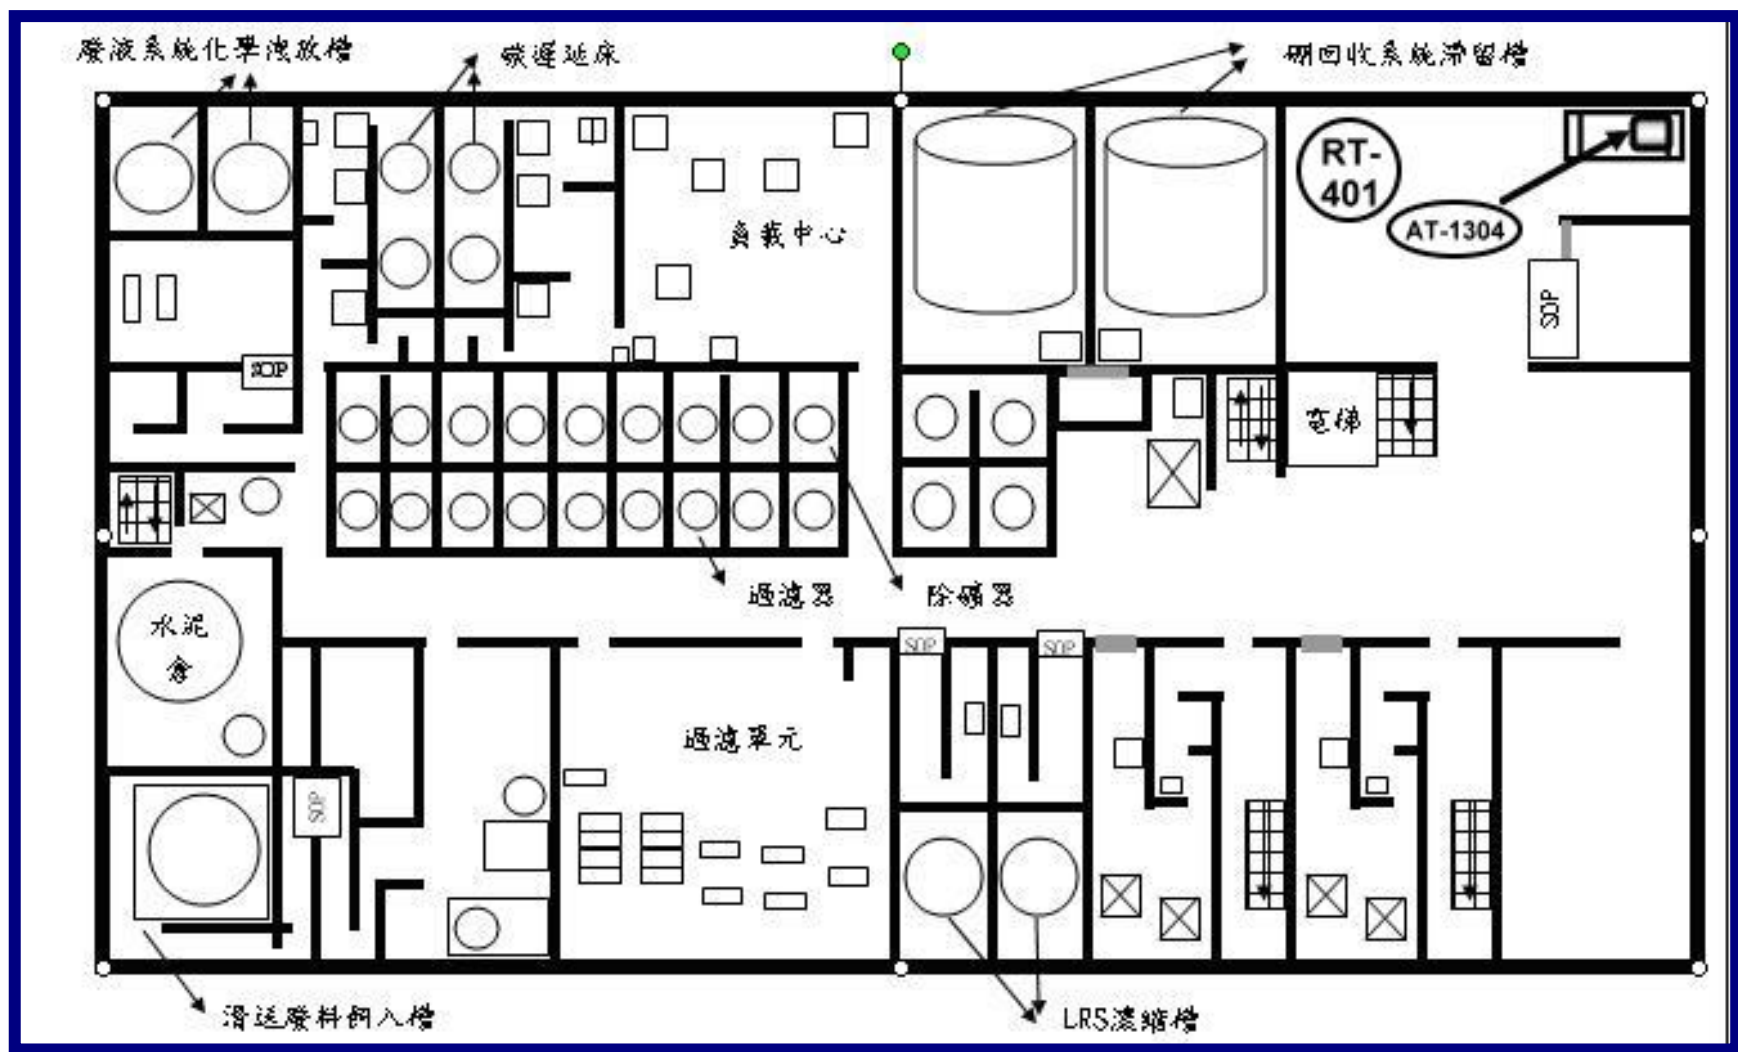 廢液系統化學洩放槽
碳遲延床
硼回收系統滯留槽
RT-
401
AT-1304
負載中心
SOP
SOP
電梯
過濾器
除礦器
水泥
倉
SOP
SOP
過濾單元
SOP
滑送廢料飼入槽
LRS濃縮槽